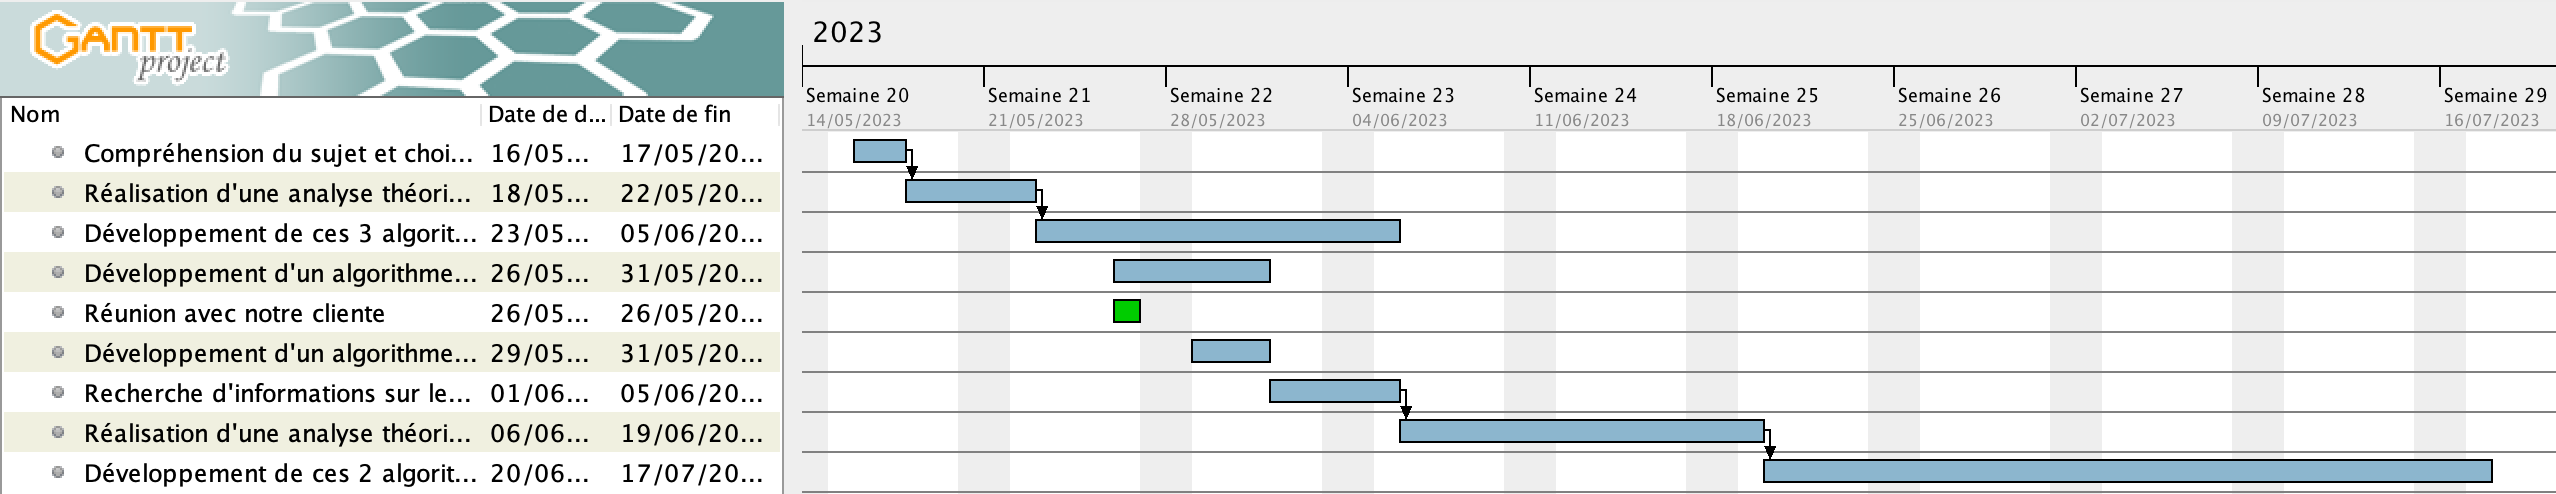 GANTT
project
2023
Semaine 20 Semaine 21 Semaine 22 Semaine 23 Semaine 24 Semaine 25 Semaine 26 Semaine 27 Semaine 28 Semaine 29
14/05/2023 21/05/2023 28/05/2023 04/06/2023 11/06/2023 18/06/2023 25/06/2023 02/07/2023 09/07/2023 16/07/2023
Nom Date de d... Date de fin
Compréhension du sujet et choi... 16/05... 17/05/20...
Réalisation d'une analyse théori... 18/05... 22/05/20...
Développement de ces 3 algorit... 23/05... 05/06/20...
Développement d'un algorithme... 26/05... 31/05/20...
Réunion avec notre cliente 26/05... 26/05/20...
Développement d'un algorithme... 29/05... 31/05/20...
Recherche d'informations sur le... 01/06... 05/06/20...
Réalisation d'une analyse théori... 06/06... 19/06/20...
Développement de ces 2 algorit... 20/06... 17/07/20...